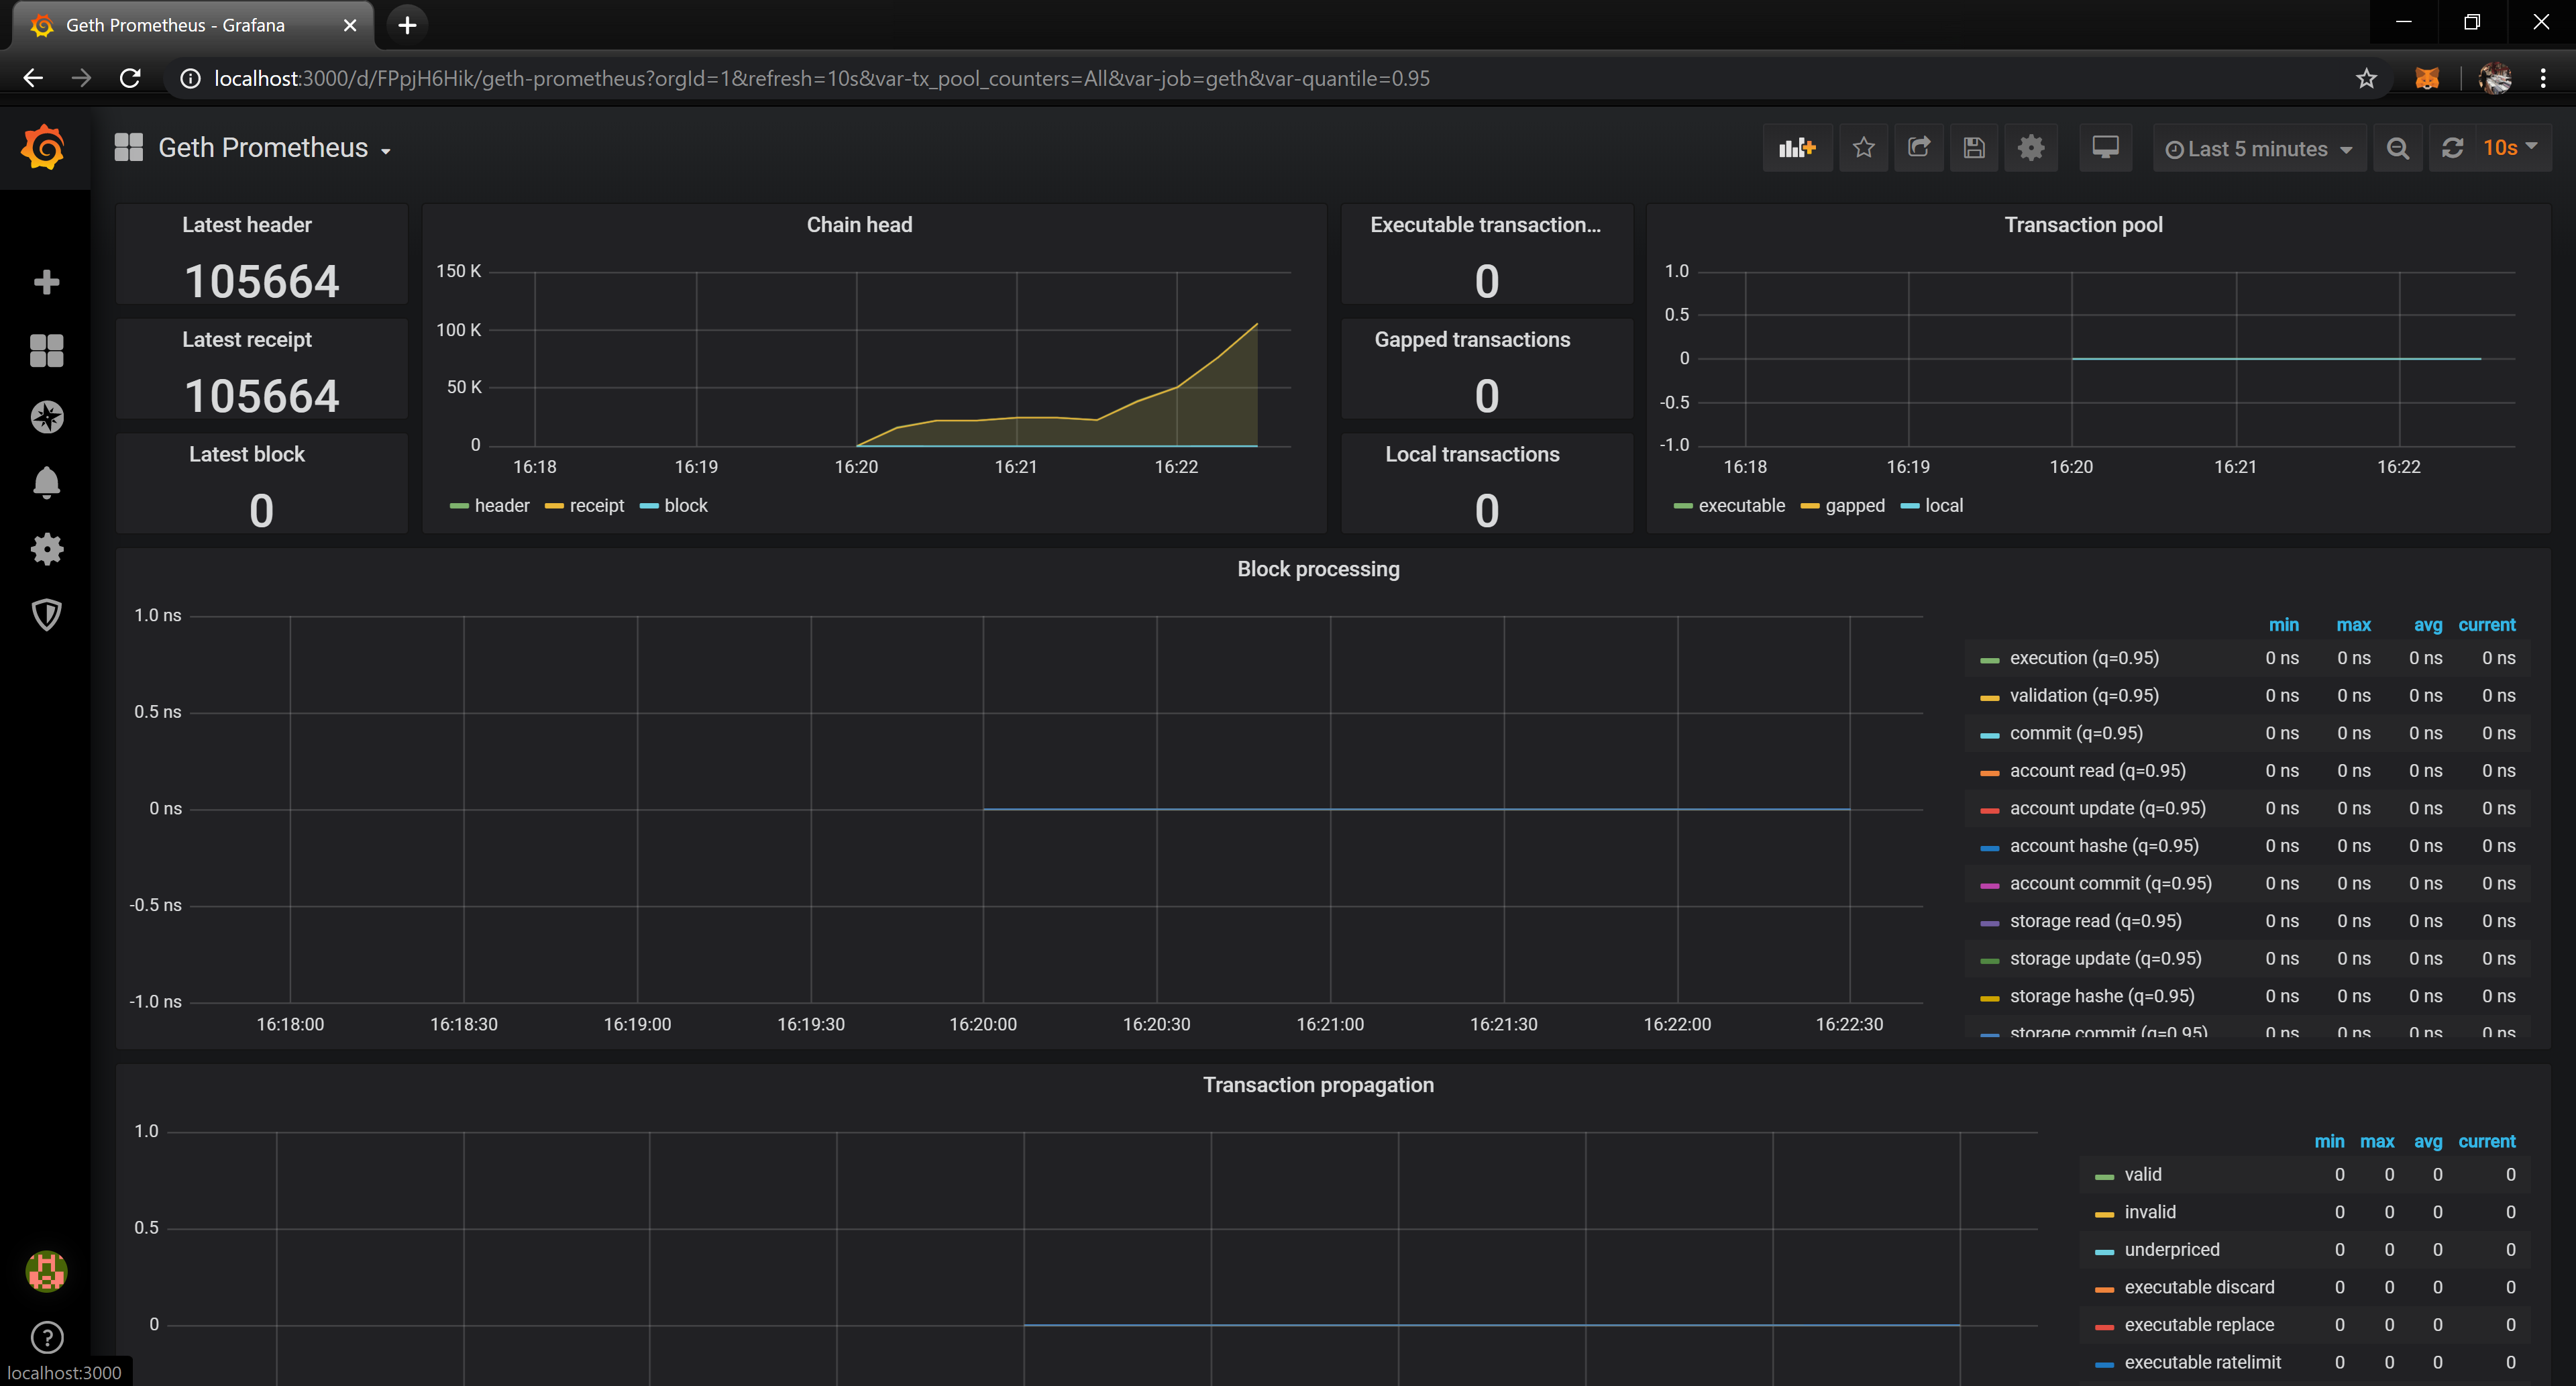 Geth Prometheus - Grafana
localhost:3000/d/FPpjH6Hik/geth-prometheus?orgId=1&refresh=10s&var-tx_pool_counters=All&var-job=geth&var-quantile=0.95
Geth Prometheus
Last 5 minutes
10s
Latest header
105664
Latest receipt
105664
Latest block
0
Chain head
150 K
100 K
50 K
0
16:18 16:19 16:20 16:21 16:22
header receipt block
Executable transaction...
0
Gapped transactions
0
Local transactions
0
Transaction pool
1.0
0.5
0
-0.5
-1.0
16:18 16:19 16:20 16:21 16:22
executable gapped local
Block processing
1.0 ns
0.5 ns
0 ns
-0.5 ns
-1.0 ns
16:18:00 16:18:30 16:19:00 16:19:30 16:20:00 16:20:30 16:21:00 16:21:30 16:22:00 16:22:30
min max avg current
execution (q=0.95) 0 ns 0 ns 0 ns 0 ns
validation (q=0.95) 0 ns 0 ns 0 ns 0 ns
commit (q=0.95) 0 ns 0 ns 0 ns 0 ns
account read (q=0.95) 0 ns 0 ns 0 ns 0 ns
account update (q=0.95) 0 ns 0 ns 0 ns 0 ns
account hashe (q=0.95) 0 ns 0 ns 0 ns 0 ns
account commit (q=0.95) 0 ns 0 ns 0 ns 0 ns
storage read (q=0.95) 0 ns 0 ns 0 ns 0 ns
storage update (q=0.95) 0 ns 0 ns 0 ns 0 ns
storage hashe (q=0.95) 0 ns 0 ns 0 ns 0 ns
storage commit (q=0.95) 0 ns 0 ns 0 ns 0 ns
Transaction propagation
1.0
0.5
0
min max avg current
valid 0 0 0 0
invalid 0 0 0 0
underpriced 0 0 0 0
executable discard 0 0 0 0
executable replace 0 0 0 0
executable ratelimit 0 0 0 0
localhost:3000